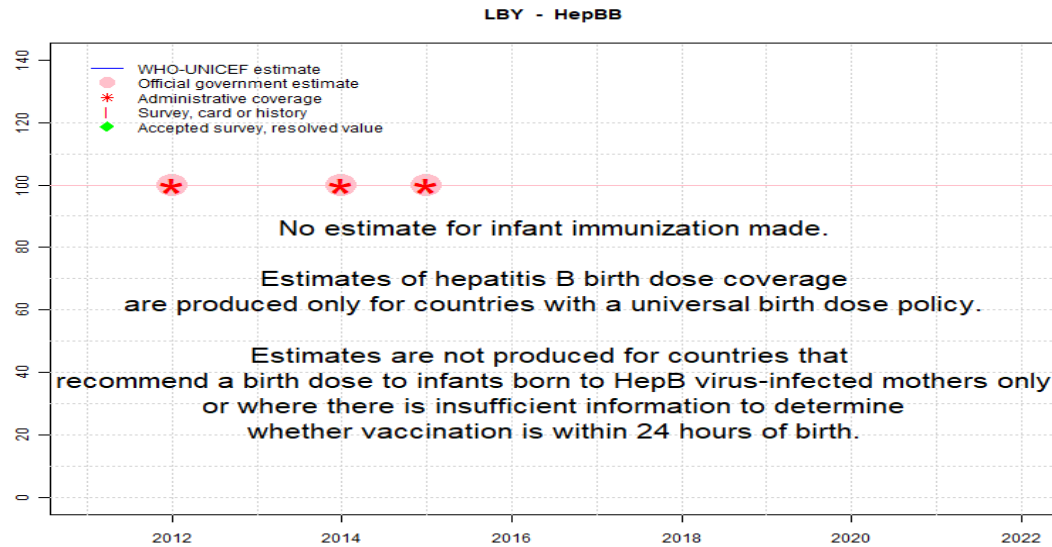 LBY - HepBB
140
120
100
80
60
40
20
0
WHO-UNICEF estimate
Official government estimate
Administrative coverage
Survey, card or history
Accepted survey, resolved value
No estimate for infant immunization made.
Estimates of hepatitis B birth dose coverage
are produced only for countries with a universal birth dose policy.
Estimates are not produced for countries that
recommend a birth dose to infants born to HepB virus-infected mothers only
or where there is insufficient information to determine
whether vaccination is within 24 hours of birth.
2012 2014 2016 2018 2020 2022